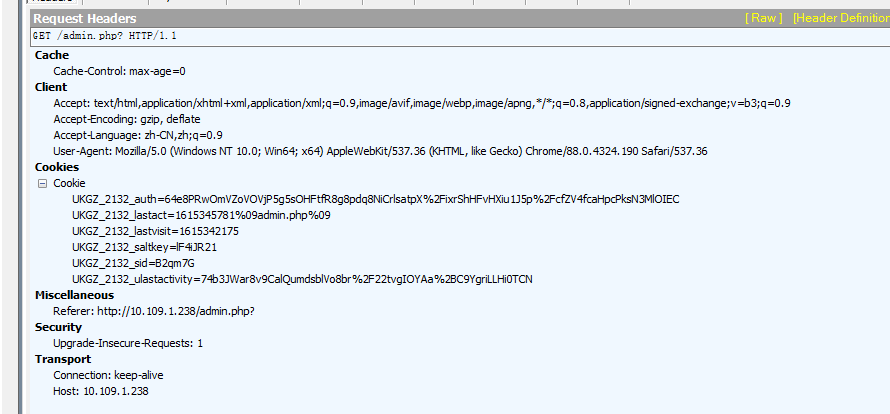 Request Headers
[ Raw ] [Header Definition
GET /admin.php? HTTP/1.1
Cache
Cache-Control: max-age=0
Client
Accept: text/html,application/xhtml+xml,application/xml;q=0.9,image/avif,image/webp,image/apng,*/*;q=0.8,application/signed-exchange;v=b3;q=0.9
Accept-Encoding: gzip, deflate
Accept-Language: zh-CN,zh;q=0.9
User-Agent: Mozilla/5.0 (Windows NT 10.0; Win64; x64) AppleWebKit/537.36 (KHTML, like Gecko) Chrome/88.0.4324.190 Safari/537.36
Cookies
Cookie
UKGZ_2132_auth=64e8PRwOmVZoVOVjP5g5sOHFtfR8g8pdq8NiCrlsatpX%2FixrShHFvHXiu1J5p%2FcfZV4fcaHpcPksN3MlOIEC
UKGZ_2132_lastact=1615345781%09admin.php%09
UKGZ_2132_lastvisit=1615342175
UKGZ_2132_saltkey=lF4iJR21
UKGZ_2132_sid=B2qm7G
UKGZ_2132_ulastactivity=74b3JWar8v9CalQumdsblVo8br%2F22tvgIOYAa%2BC9YgriLLHi0TCN
Miscellaneous
Referer: http://10.109.1.238/admin.php?
Security
Upgrade-Insecure-Requests: 1
Transport
Connection: keep-alive
Host: 10.109.1.238